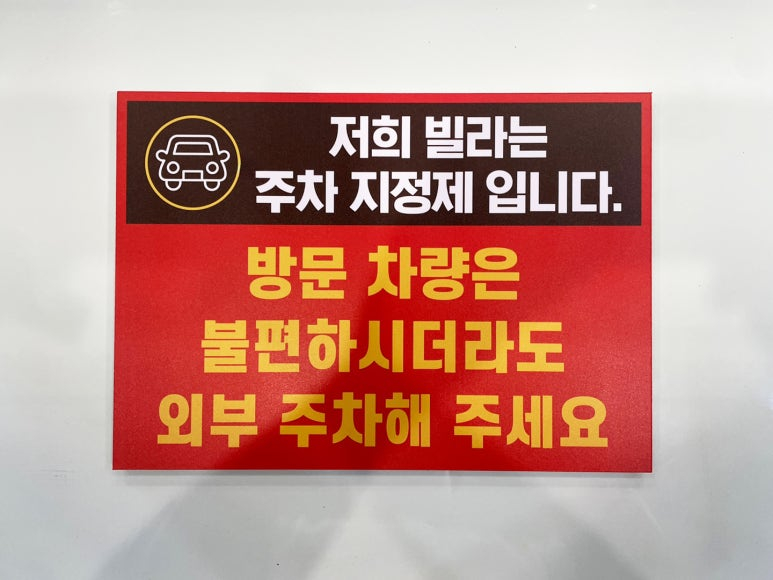 저희 빌라는
주차 지정제 입니다.
방문 차량은
불편하시더라도
외부 주차해 주세요